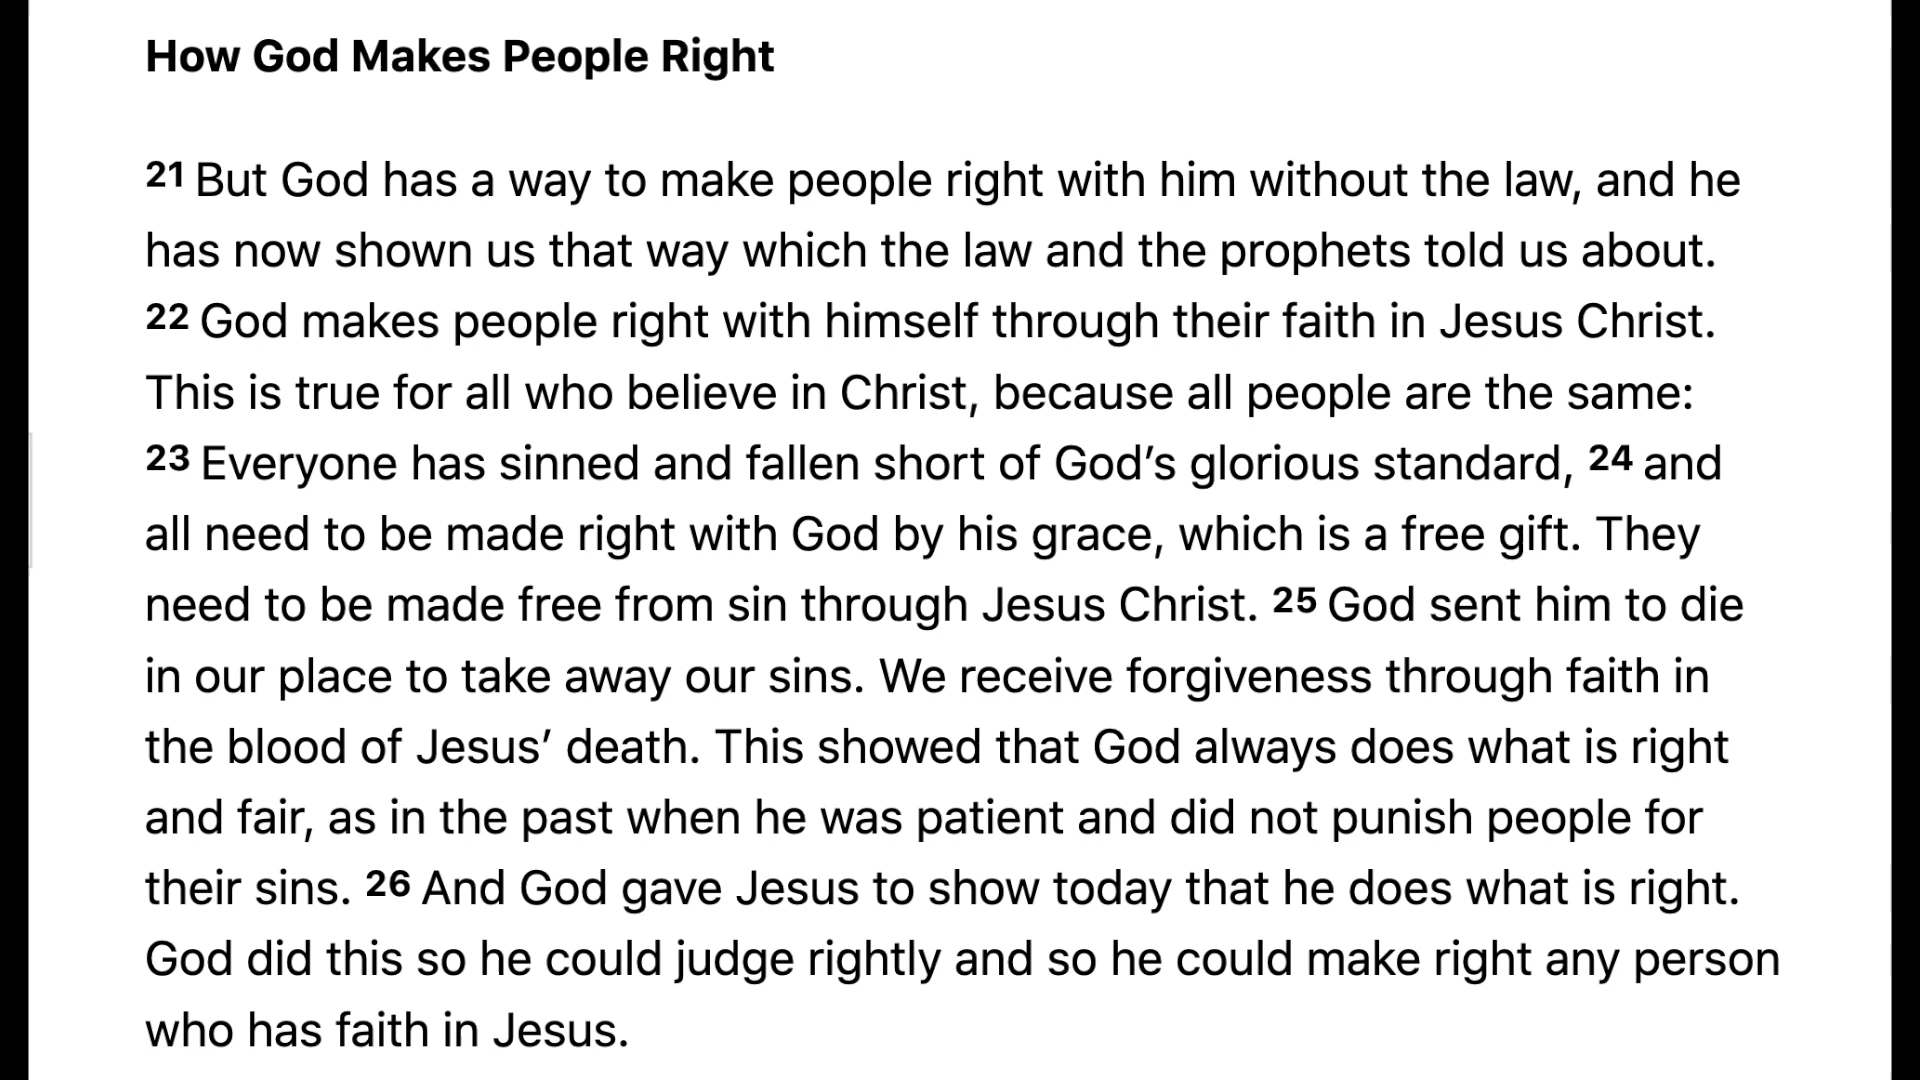 How God Makes People Right
21 But God has a way to make people right with him without the law, and he
has now shown us that way which the law and the prophets told us about.
22 God makes people right with himself through their faith in Jesus Christ.
This is true for all who believe in Christ, because all people are the same:
23 Everyone has sinned and fallen short of God’s glorious standard, 24 and
all need to be made right with God by his grace, which is a free gift. They
need to be made free from sin through Jesus Christ. 25 God sent him to die
in our place to take away our sins. We receive forgiveness through faith in
the blood of Jesus’ death. This showed that God always does what is right
and fair, as in the past when he was patient and did not punish people for
their sins. 26 And God gave Jesus to show today that he does what is right.
God did this so he could judge rightly and so he could make right any person
who has faith in Jesus.